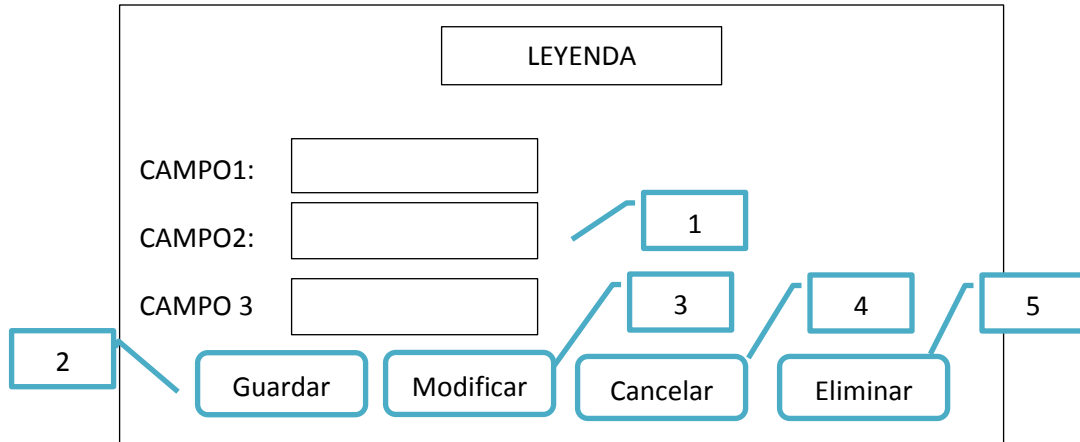 LEYENDA
CAMPO1:
CAMPO2:
1
CAMPO 3
3
4
5
2
Guardar
Modificar
Cancelar
Eliminar